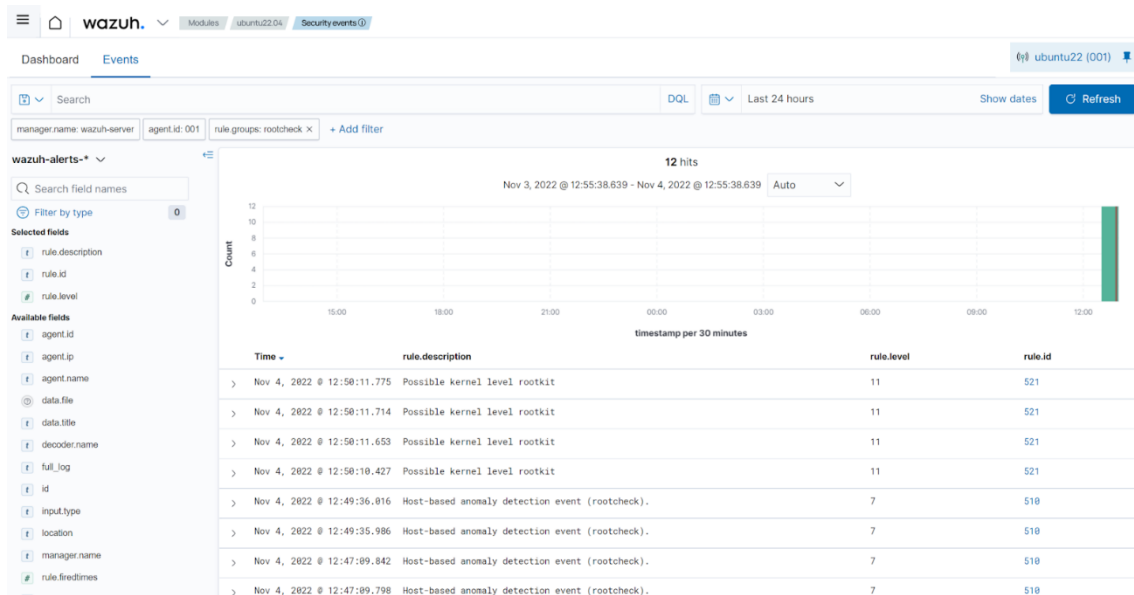 wazuh. Modules ubuntu22.04 Security events
Dashboard Events ubuntu22 (001)
Search DQL Last 24 hours Show dates Refresh
manager.name: wazuh-server agent.id: 001 rule.groups: rootcheck × + Add filter
wazuh-alerts-*
12 hits
Search field names
Nov 3, 2022 @ 12:55:38.639 - Nov 4, 2022 @ 12:55:38.639 Auto
Filter by type 0
Selected fields
rule.description
rule.id
rule.level
Available fields
agent.id
agent.ip
agent.name
data.file
data.title
decoder.name
full_log
id
input.type
location
manager.name
rule.firedtimes
Count
12
10
8
6
4
2
0
15:00 18:00 21:00 00:00 03:00 06:00 09:00 12:00
timestamp per 30 minutes
Time rule.description rule.level rule.id
Nov 4, 2022 @ 12:50:11.775 Possible kernel level rootkit 11 521
Nov 4, 2022 @ 12:50:11.714 Possible kernel level rootkit 11 521
Nov 4, 2022 @ 12:50:11.653 Possible kernel level rootkit 11 521
Nov 4, 2022 @ 12:50:10.427 Possible kernel level rootkit 11 521
Nov 4, 2022 @ 12:49:36.016 Host-based anomaly detection event (rootcheck). 7 510
Nov 4, 2022 @ 12:49:35.986 Host-based anomaly detection event (rootcheck). 7 510
Nov 4, 2022 @ 12:47:09.842 Host-based anomaly detection event (rootcheck). 7 510
Nov 4, 2022 @ 12:47:09.798 Host-based anomaly detection event (rootcheck). 7 510